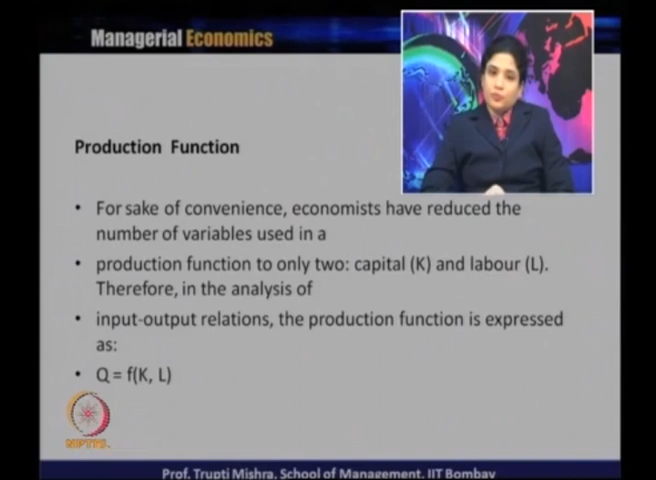 Managerial Economics
Production Function
• For sake of convenience, economists have reduced the
number of variables used in a
• production function to only two: capital (K) and labour (L).
Therefore, in the analysis of
• input-output relations, the production function is expressed
as:
• Q = f(K, L)
NPTEL
Prof. Trupti Mishra, School of Management, IIT Bombay